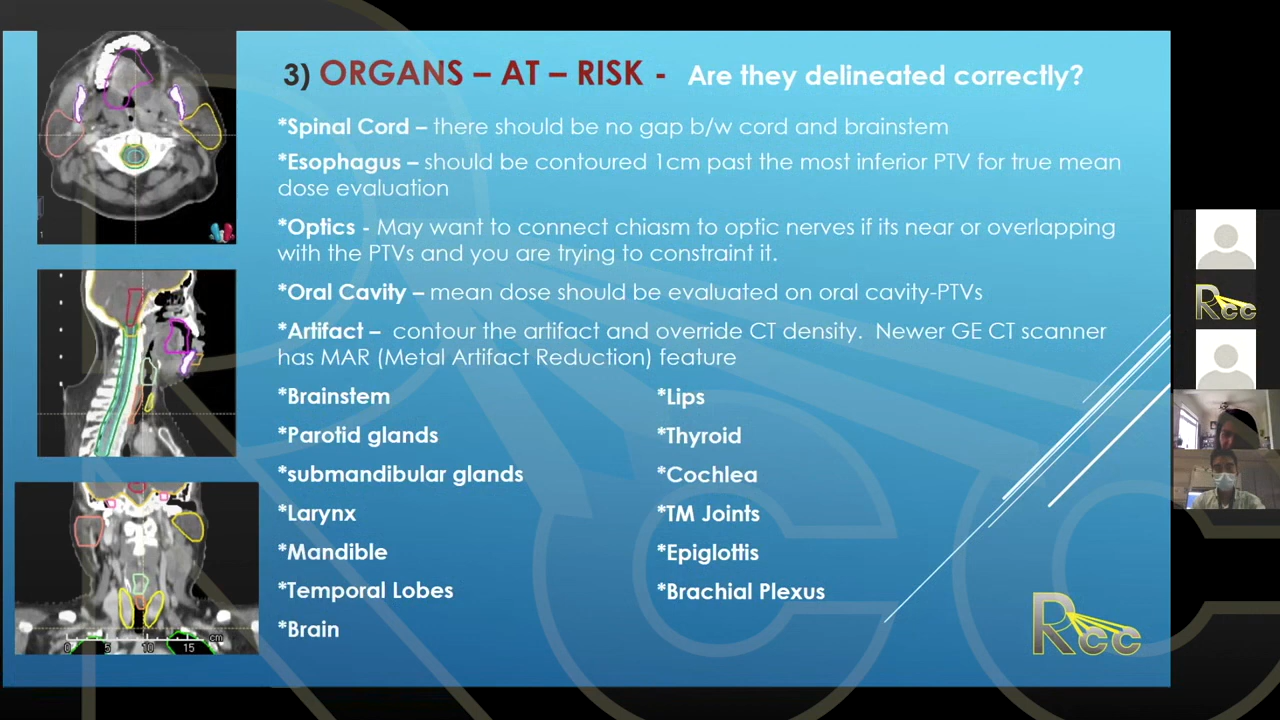 3) ORGANS – AT – RISK - Are they delineated correctly?
*Spinal Cord – there should be no gap b/w cord and brainstem
*Esophagus – should be contoured 1cm past the most inferior PTV for true mean
dose evaluation
*Optics - May want to connect chiasm to optic nerves if its near or overlapping
with the PTVs and you are trying to constraint it.
*Oral Cavity – mean dose should be evaluated on oral cavity-PTVs
*Artifact – contour the artifact and override CT density. Newer GE CT scanner
has MAR (Metal Artifact Reduction) feature
*Brainstem
*Parotid glands
*submandibular glands
*Larynx
*Mandible
*Temporal Lobes
*Brain
*Lips
*Thyroid
*Cochlea
*TM Joints
*Epiglottis
*Brachial Plexus
Rcc
Rcc
1
0 5 10 15 cm